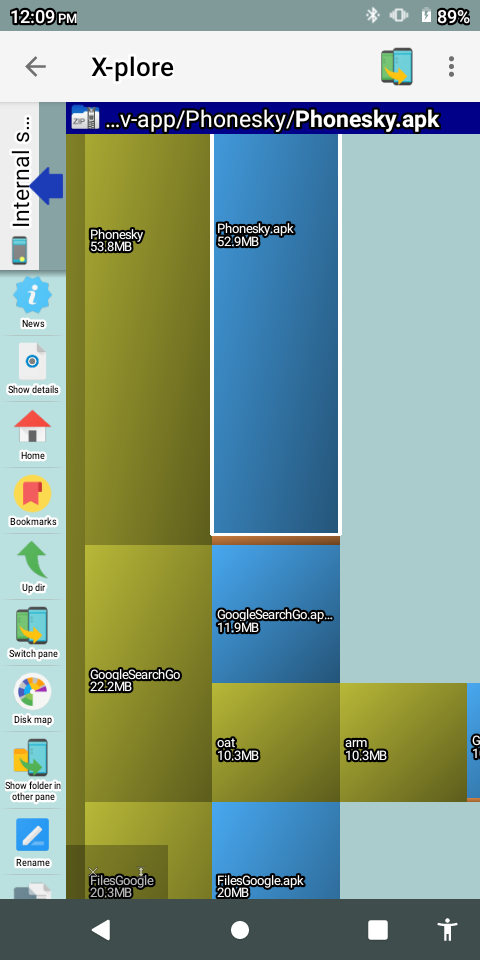 12:09 PM
89%
X-plore
Internal s...
ZIP
...v-app/Phonesky/Phonesky.apk
Phonesky
53.8MB
Phonesky.apk
52.9MB
News
Show details
Home
Bookmarks
Up dir
Switch pane
Disk map
Show folder in
other pane
Rename
GoogleSearchGo
22.2MB
GoogleSearchGo.ap...
11.9MB
oat
10.3MB
arm
10.3MB
FilesGoogle
20.3MB
FilesGoogle.apk
20MB